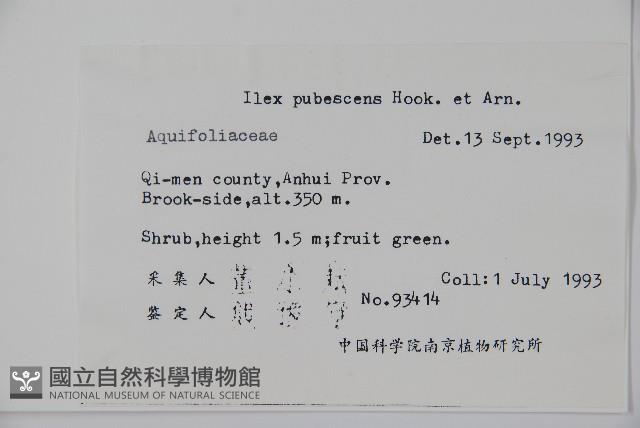 Ilex pubescens Hook. et Arn.
Aquifoliaceae Det.13 Sept.1993
Qi-men county,Anhui Prov.
Brook-side,alt.350 m.
Shrub,height 1.5 m;fruit green.
采集人 Coll:1 July 1993
鉴定人 No.93414
中国科学院南京植物研究所
國立自然科學博物館
NATIONAL MUSEUM OF NATURAL SCIENCE